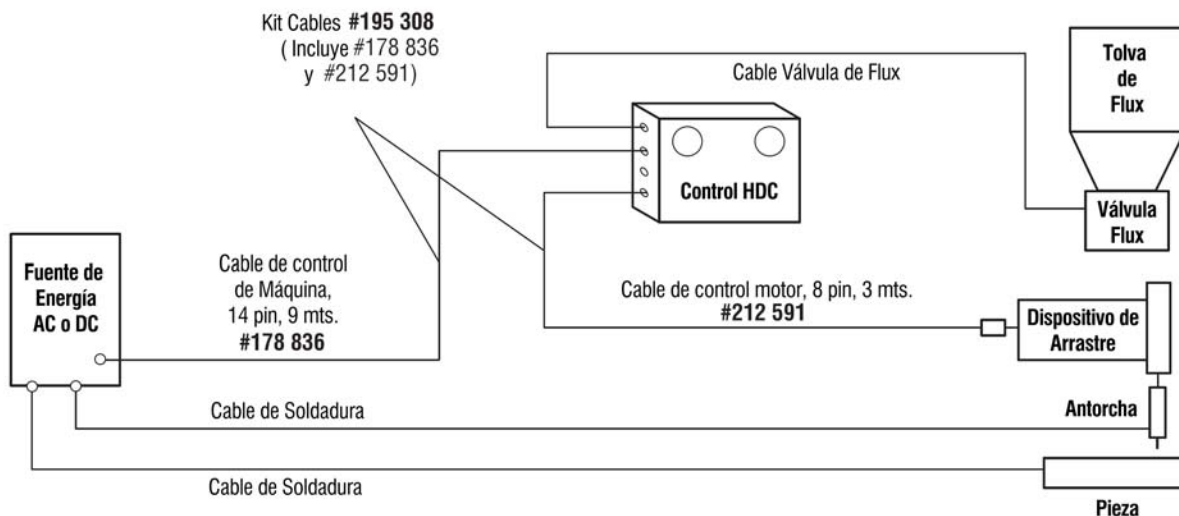 Kit Cables #195 308
( Incluye #178 836
y #212 591)
Cable Válvula de Flux
Tolva
de
Flux
Control HDC
Válvula
Flux
Fuente de
Energía
AC o DC
Cable de control
de Máquina,
14 pin, 9 mts.
#178 836
Cable de control motor, 8 pin, 3 mts.
#212 591
Dispositivo de
Arrastre
Cable de Soldadura
Antorcha
Cable de Soldadura
Pieza